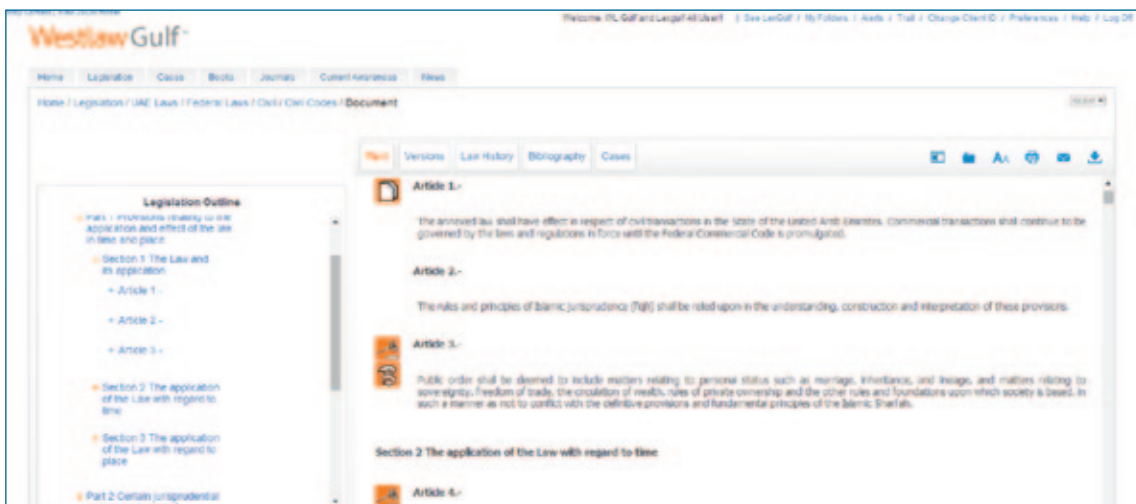 Welcome IYL Gulf and Lexgulf All User!! | See LexGulf / My Folders / Alerts / Trail / Change Client ID / Preferences / Help / Log Off
Westlaw Gulf
Home Legislation Cases Books Journals Current Awareness News
Home / Legislation / UAE Laws / Federal Laws / Civil / Civil Codes / Document
Versions Law History Bibliography Cases
Legislation Outline
Part 1 Provisions relating to the
application and effect of the law
in time and place
Section 1 The Law and
its application
+ Article 1 -
+ Article 2 -
+ Article 3 -
Section 2 The application
of the Law with regard to
time
Section 3 The application
of the Law with regard to
place
Part 2 Certain jurisprudential
Article 1.-
The annexed law shall have effect in respect of civil transactions in the State of the United Arab Emirates. Commercial transactions shall continue to be
governed by the laws and regulations in force until the Federal Commercial Code is promulgated.
Article 2.-
The rules and principles of Islamic jurisprudence (fiqh) shall be relied upon in the understanding, construction and interpretation of these provisions.
Article 3.-
Public order shall be deemed to include matters relating to personal status such as marriage, inheritance, and lineage, and matters relating to
sovereignty, freedom of trade, the circulation of wealth, rules of private ownership and the other rules and foundations upon which society is based, in
such a manner as not to conflict with the definitive provisions and fundamental principles of the Islamic Shari'ah.
Section 2 The application of the Law with regard to time
Article 4.-